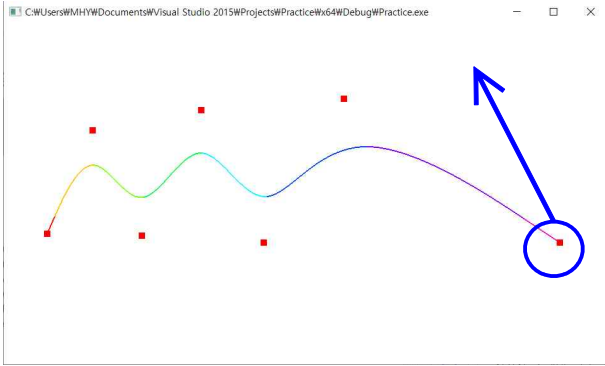 C:₩Users₩MHY₩Documents₩Visual Studio 2015₩Projects₩Practice₩x64₩Debug₩Practice.exe